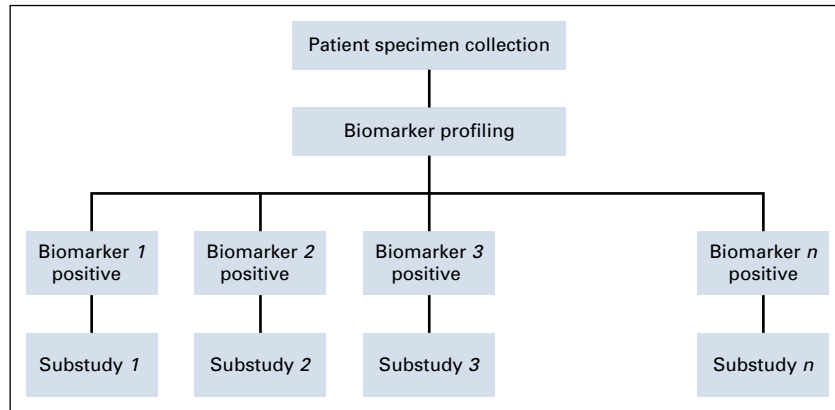 Patient specimen collection
Biomarker profiling
Biomarker 1
positive
Biomarker 2
positive
Biomarker 3
positive
Biomarker n
positive
Substudy 1
Substudy 2
Substudy 3
Substudy n